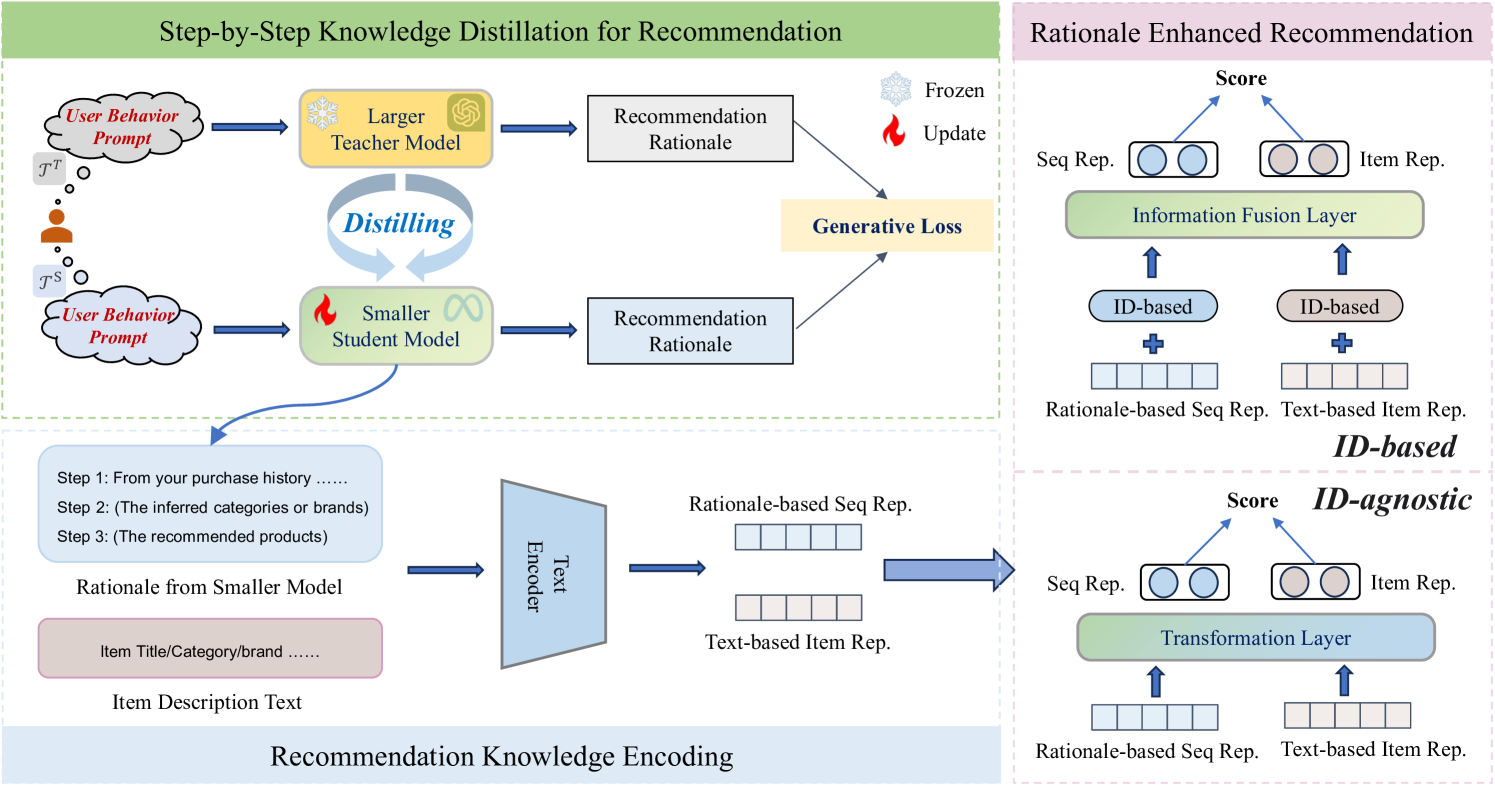 Step-by-Step Knowledge Distillation for Recommendation
User Behavior
Prompt
𝒯^T
Larger
Teacher Model
Recommendation
Rationale
Frozen
Update
Distilling
Generative Loss
𝒯^S
User Behavior
Prompt
Smaller
Student Model
Recommendation
Rationale
Step 1: From your purchase history ……
Step 2: (The inferred categories or brands)
Step 3: (The recommended products)
Rationale from Smaller Model
Item Title/Category/brand ……
Item Description Text
Text
Encoder
Rationale-based Seq Rep.
Text-based Item Rep.
Recommendation Knowledge Encoding
Rationale Enhanced Recommendation
Score
Seq Rep.
Item Rep.
Information Fusion Layer
ID-based
ID-based
Rationale-based Seq Rep.
Text-based Item Rep.
ID-based
ID-agnostic
Score
Seq Rep.
Item Rep.
Transformation Layer
Rationale-based Seq Rep.
Text-based Item Rep.